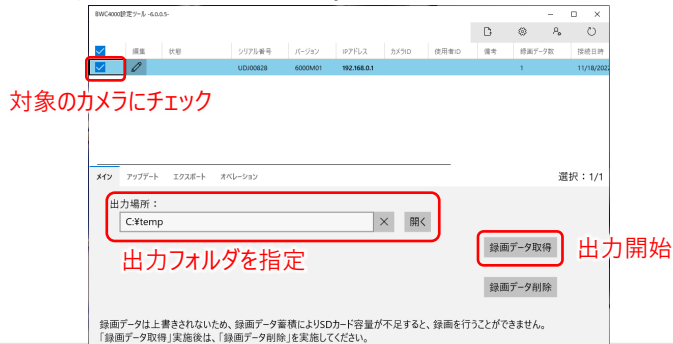 BWC4000設定ツール -6.0.0.5-
編集 状態 シリアル番号 バージョン IPアドレス カメラID 使用者ID 備考 録画データ数 接続日時
UDJ00828 6000M01 192.168.0.1 1 11/18/2022
対象のカメラにチェック
メイン アップデート エクスポート オペレーション 選択：1/1
出力場所：
C:¥temp 開く
出力フォルダを指定
録画データ取得 出力開始
録画データ削除
録画データは上書きされないため、録画データ蓄積によりSDカード容量が不足すると、録画を行うことができません。
「録画データ取得」実施後は、「録画データ削除」を実施してください。